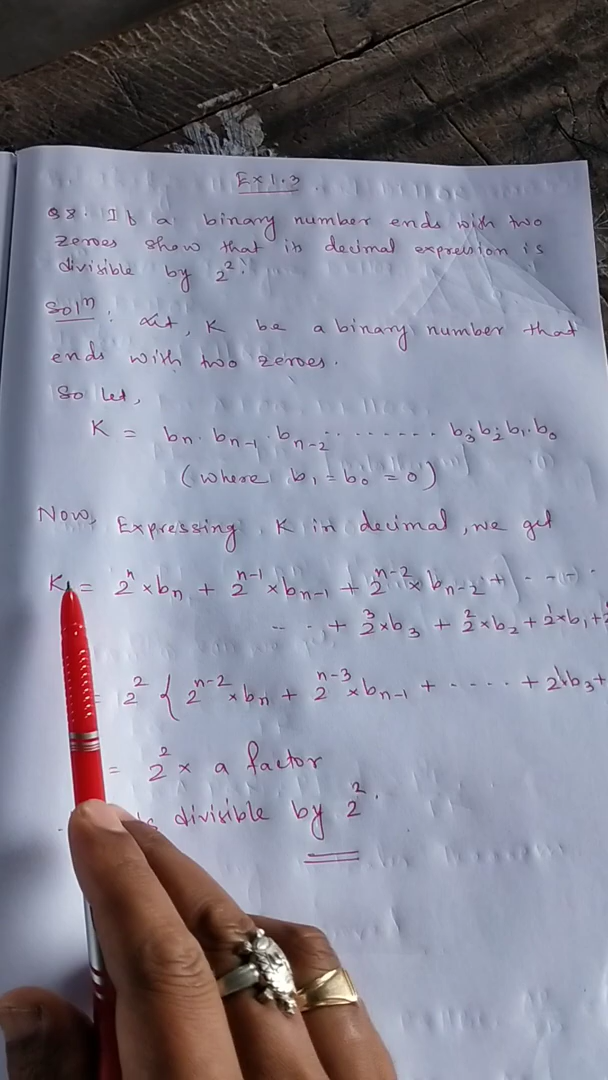 Ex 1.3
Q8. If a binary number ends with two
zeroes show that its decimal expression is
divisible by 2².
Solⁿ: Let, K be a binary number that
ends with two zeroes.
So let,
K = bₙ. bₙ₋₁. bₙ₋₂ ........ b₃b₂b₁.b₀
(where b₁ = b₀ = 0)
Now, Expressing K in decimal, we get
K = 2ⁿ×bₙ + 2ⁿ⁻¹×bₙ₋₁ + 2ⁿ⁻²×bₙ₋₂ + ....
... + 2³×b₃ + 2²×b₂ + 2¹×b₁ +
= 2² { 2ⁿ⁻²×bₙ + 2ⁿ⁻³×bₙ₋₁ + ..... + 2¹×b₃ +
= 2² × a factor
divisible by 2².